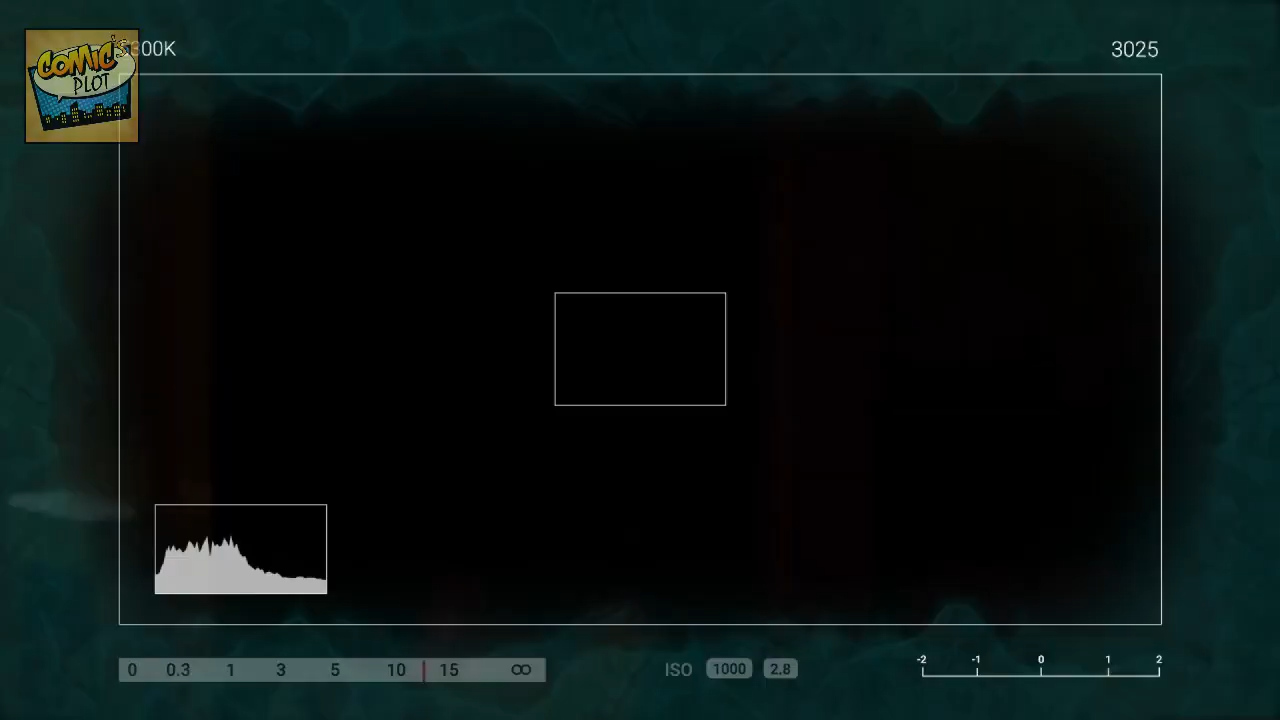 COMIC'S
PLOT
00K
3025
0 0.3 1 3 5 10 15 ∞
ISO 1000 2.8
-2 -1 0 1 2